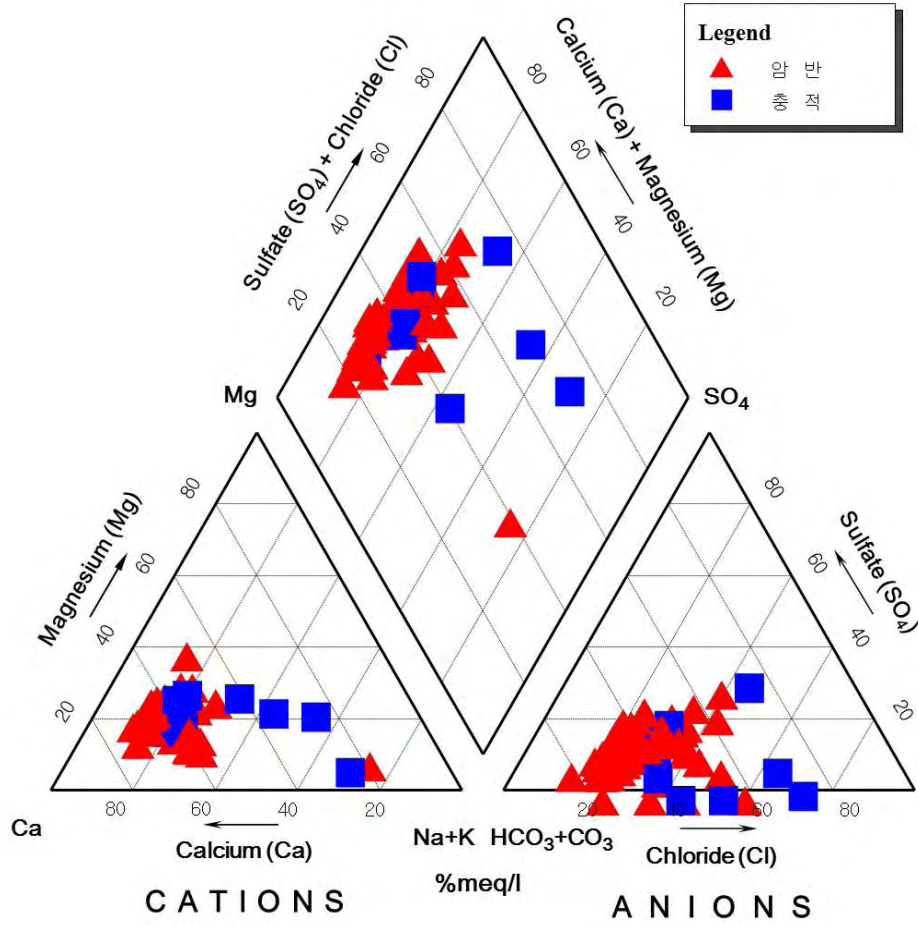 Legend
암 반
충 적
Sulfate (SO4) + Chloride (Cl)
Calcium (Ca) + Magnesium (Mg)
80
60
40
20
80
60
40
20
Mg
SO4
Magnesium (Mg)
80
60
40
20
Sulfate (SO4)
80
60
40
20
80 60 40 20
20 40 60 80
Ca
Na+K HCO3+CO3
Calcium (Ca)
Chloride (Cl)
%meq/l
CATIONS
ANIONS